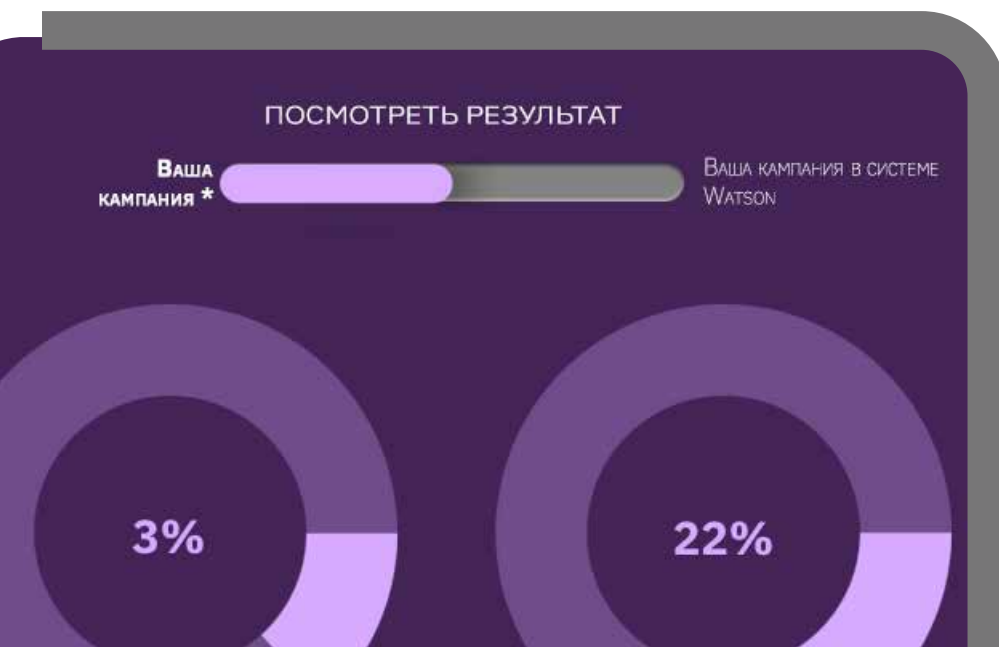 ПОСМОТРЕТЬ РЕЗУЛЬТАТ
Ваша
кампания *
Ваша кампания в системе
Watson
3%
22%